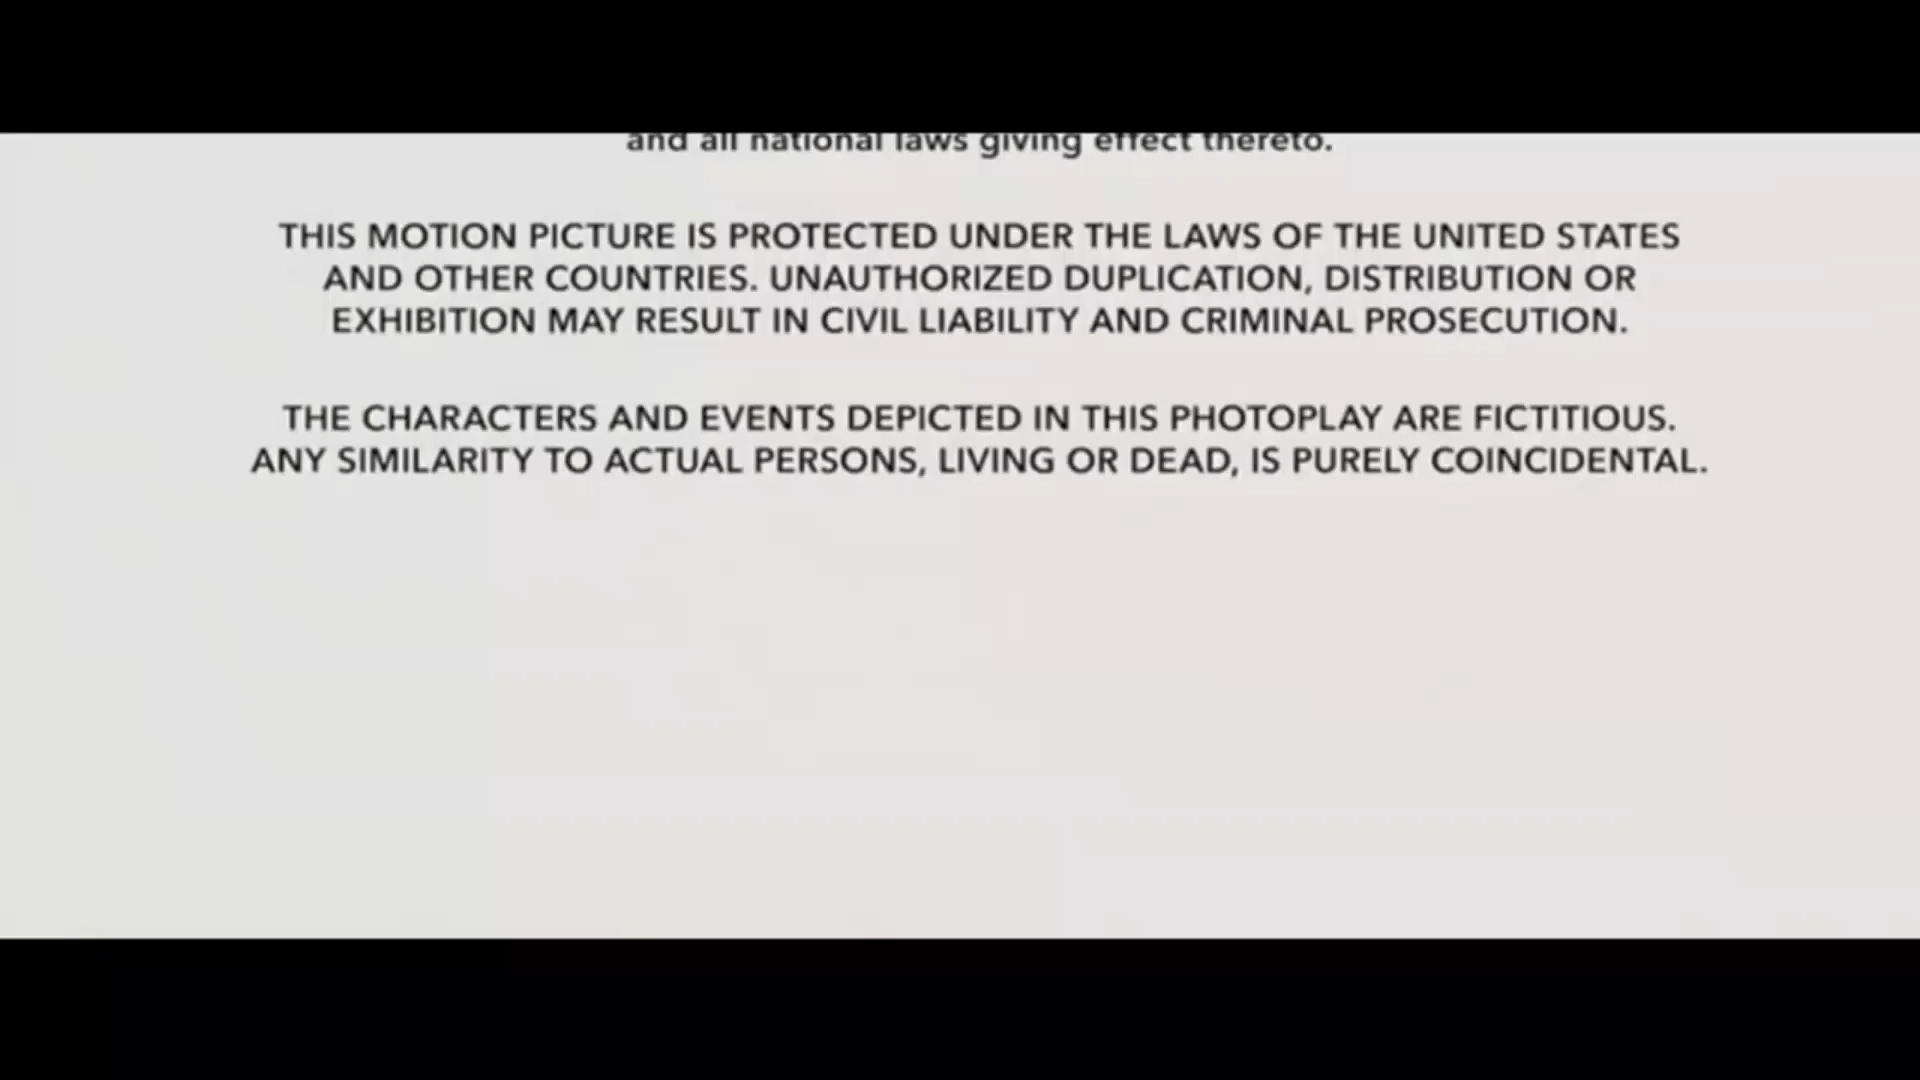 and all national laws giving effect thereto.
THIS MOTION PICTURE IS PROTECTED UNDER THE LAWS OF THE UNITED STATES
AND OTHER COUNTRIES. UNAUTHORIZED DUPLICATION, DISTRIBUTION OR
EXHIBITION MAY RESULT IN CIVIL LIABILITY AND CRIMINAL PROSECUTION.
THE CHARACTERS AND EVENTS DEPICTED IN THIS PHOTOPLAY ARE FICTITIOUS.
ANY SIMILARITY TO ACTUAL PERSONS, LIVING OR DEAD, IS PURELY COINCIDENTAL.